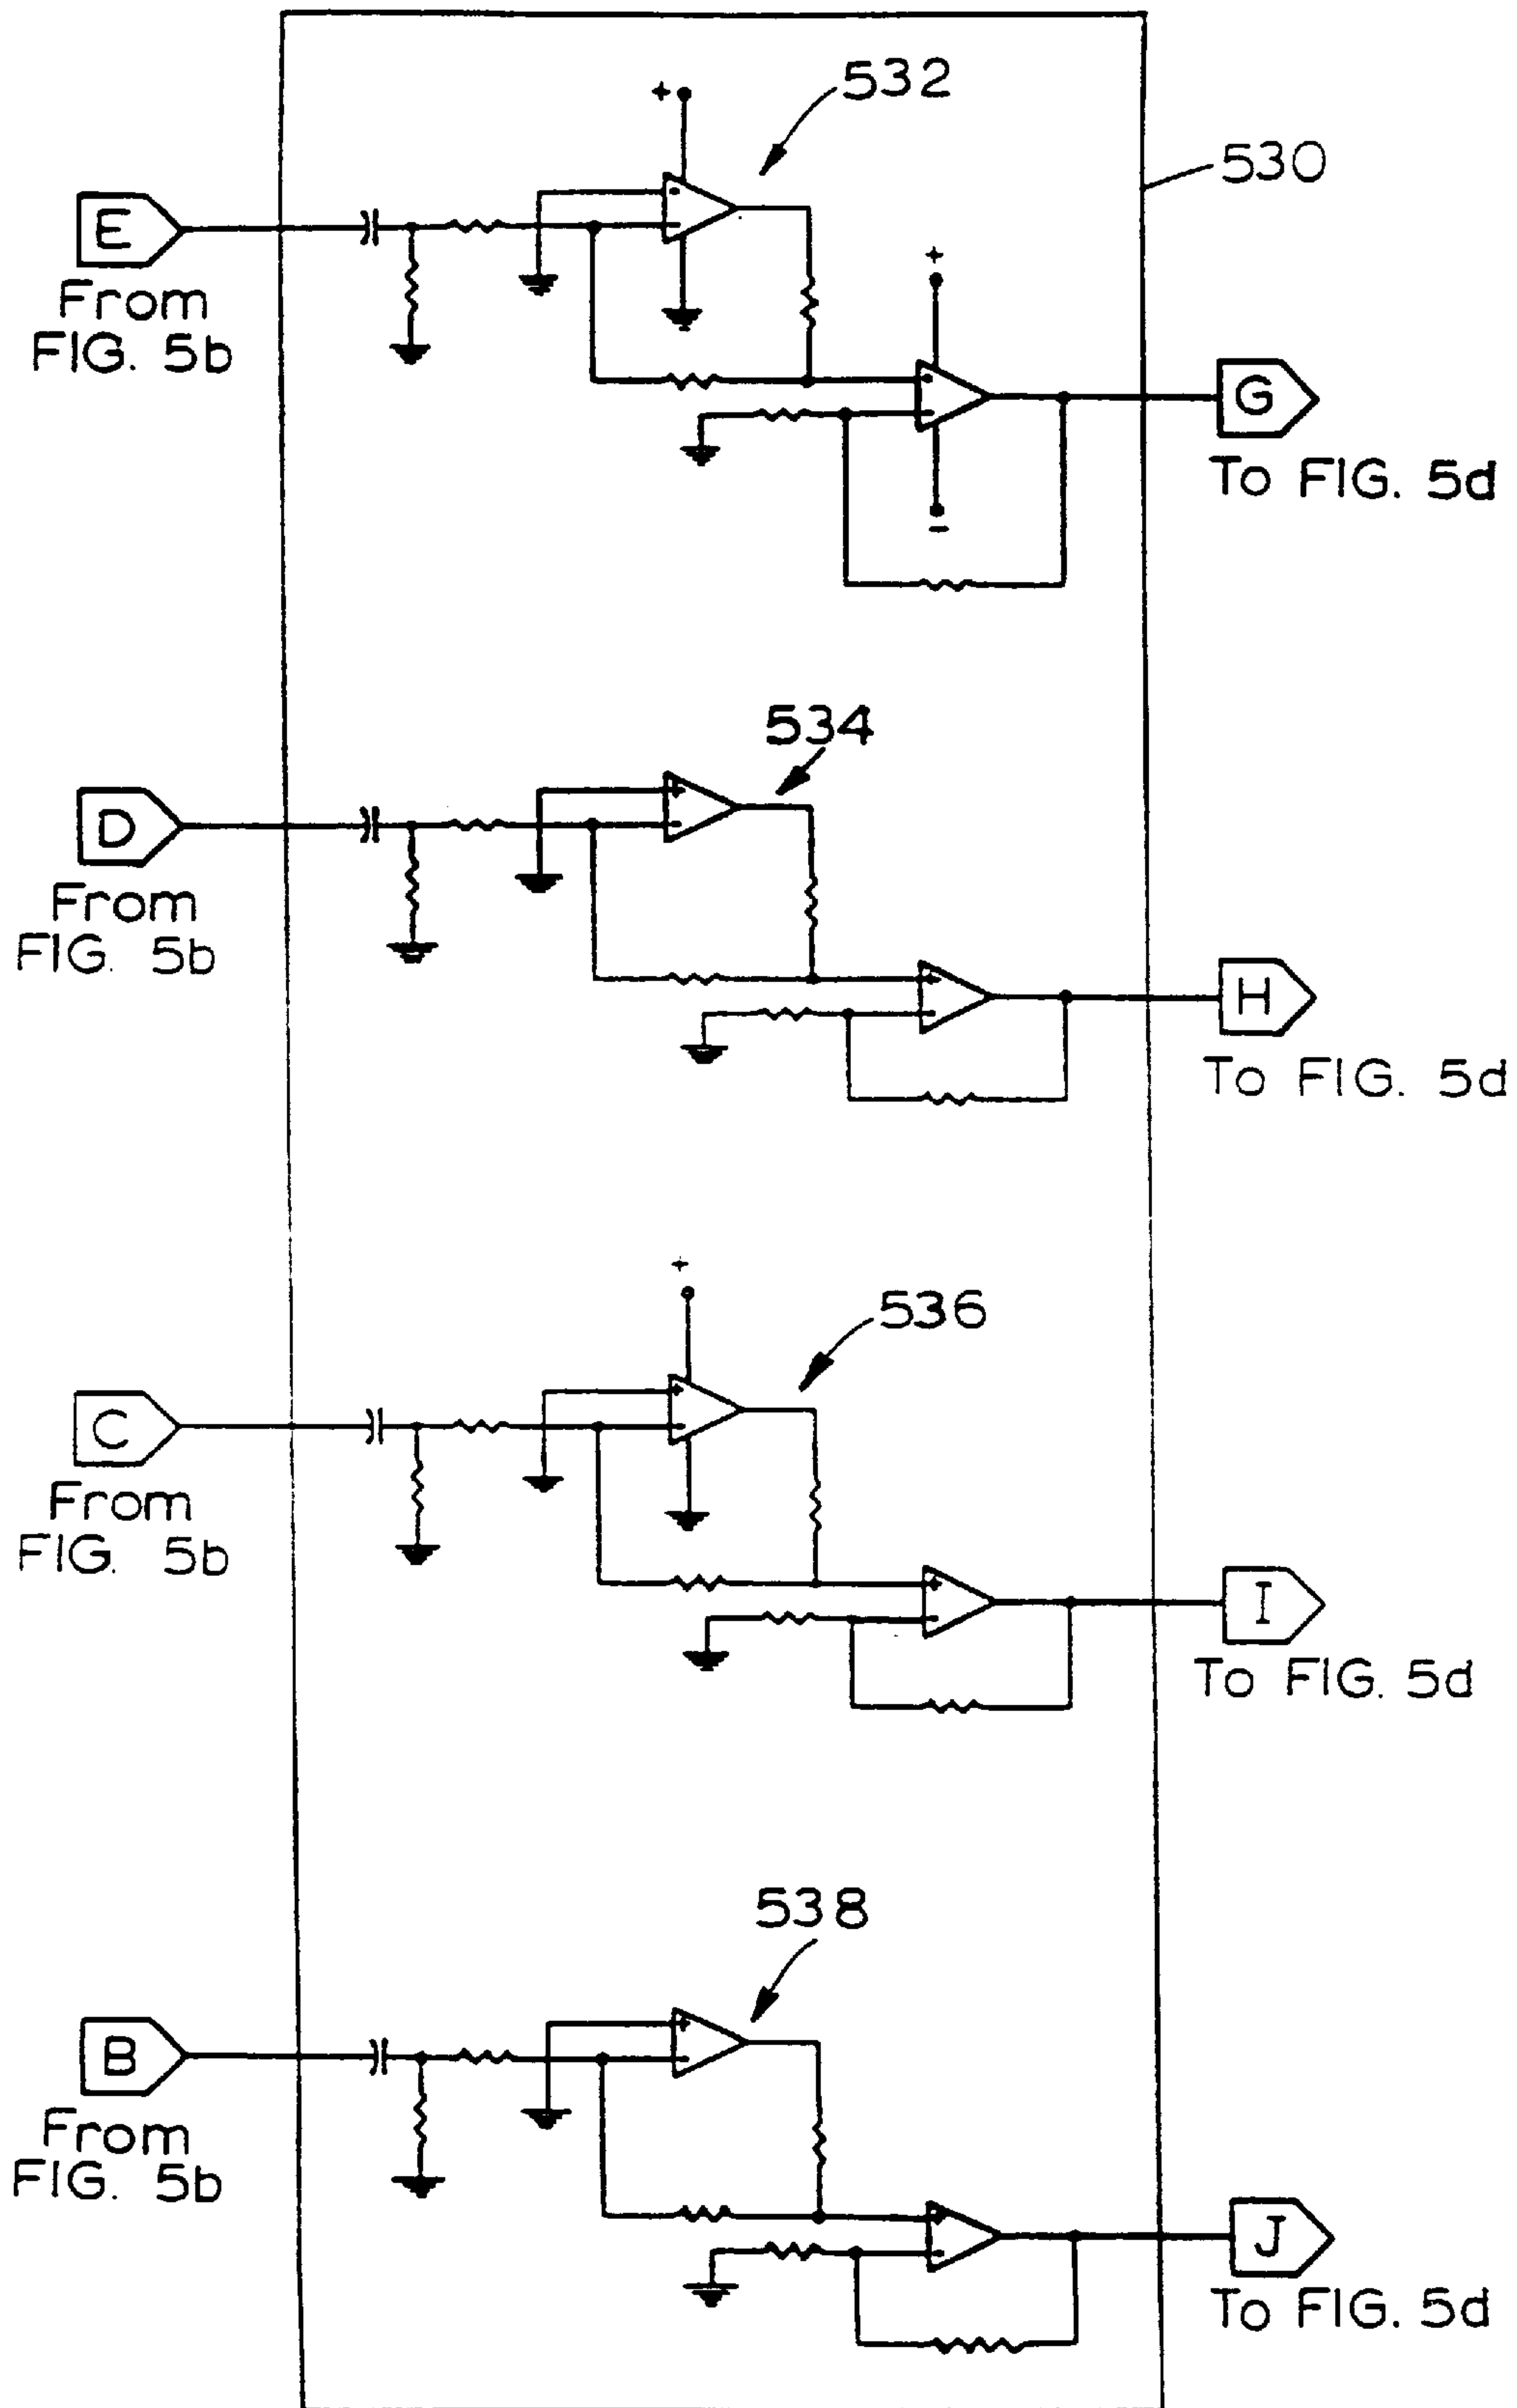 532
+
530
E
From
FIG. 5b
+
G
To FIG. 5d
-
534
D
From
FIG. 5b
H
To FIG. 5d
+
536
C
From
FIG. 5b
I
To FIG. 5d
538
B
From
FIG. 5b
J
To FIG. 5d